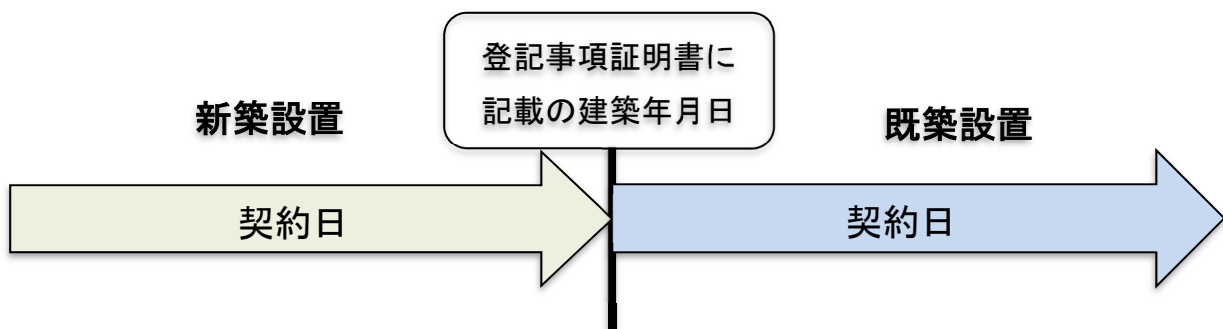 登記事項証明書に
記載の建築年月日
新築設置
既築設置
契約日
契約日